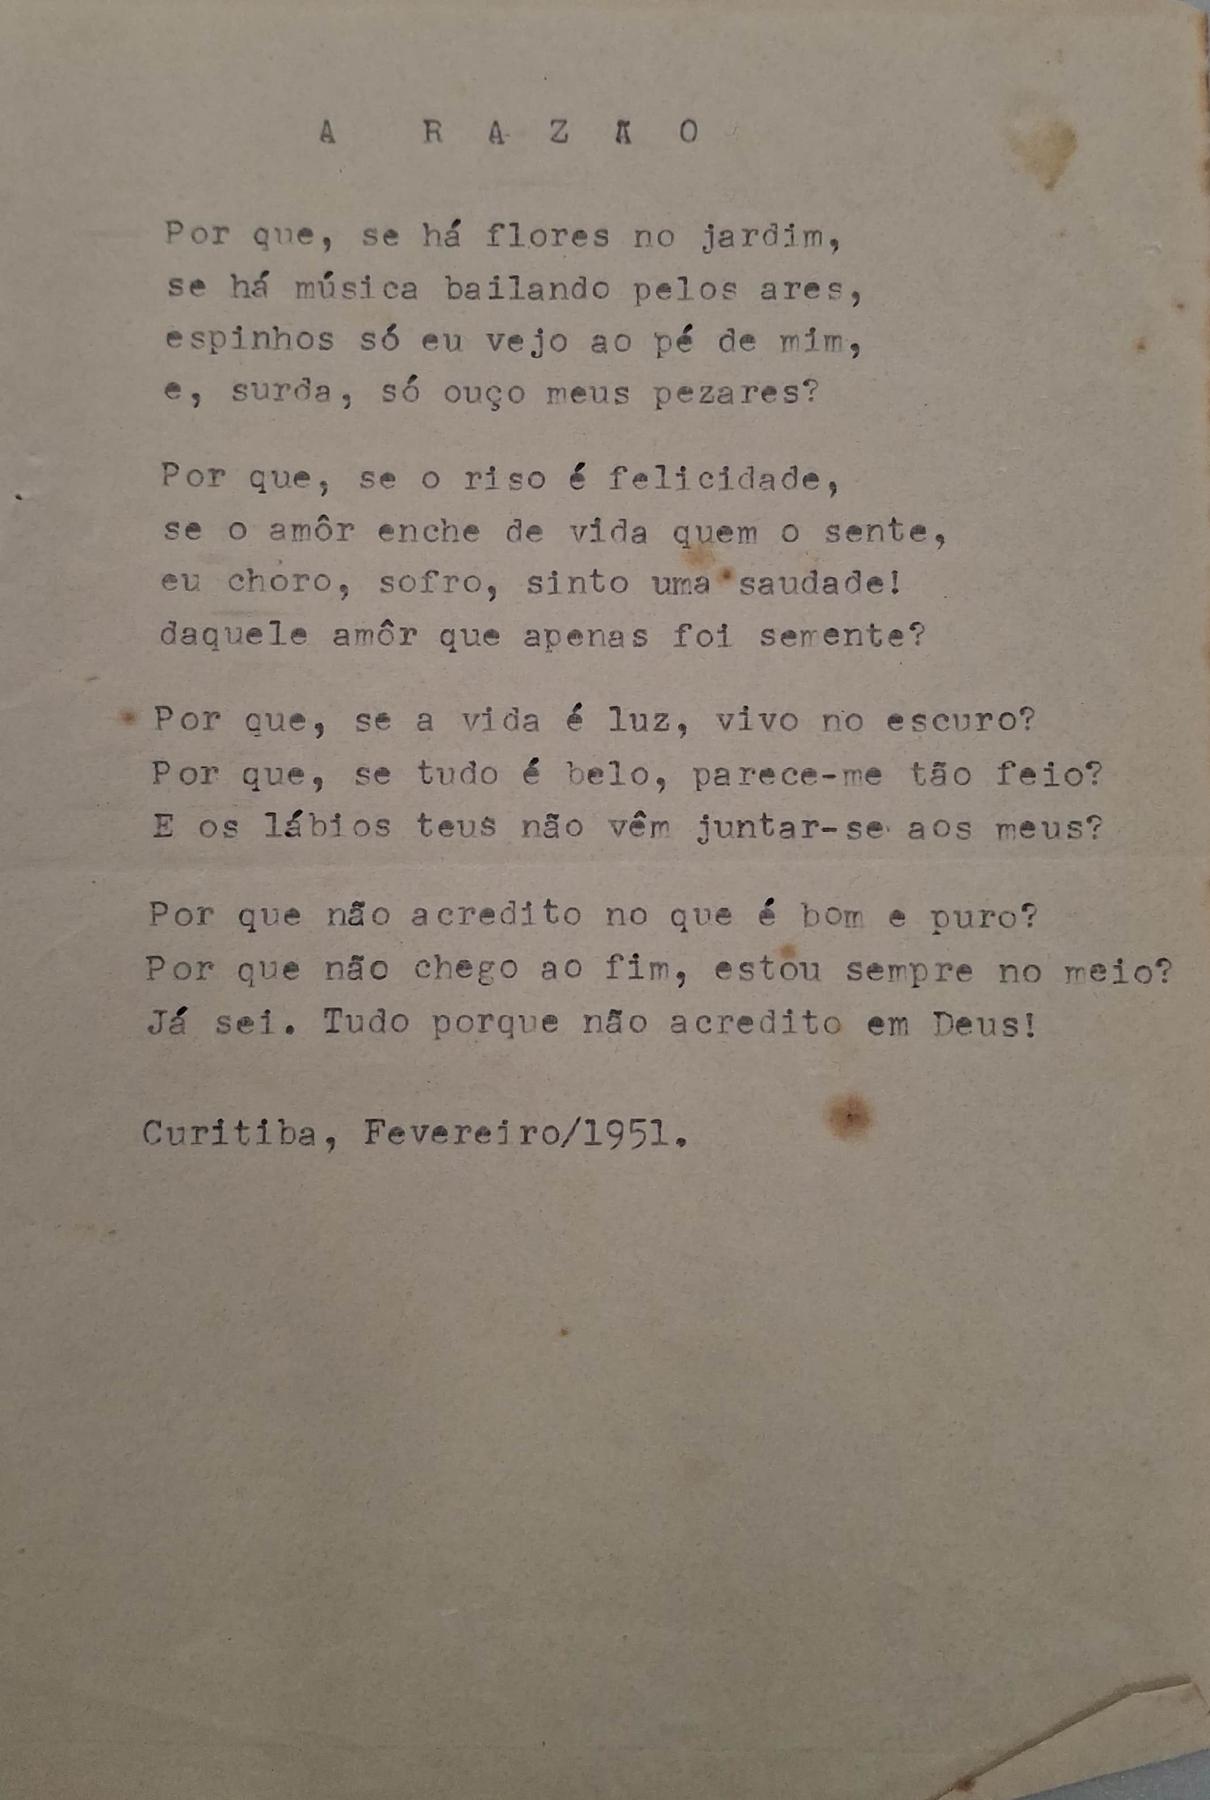 A RAZÃO
Por que, se há flores no jardim,
se há música bailando pelos ares,
espinhos só eu vejo ao pé de mim,
e, surda, só ouço meus pezares?
Por que, se o riso é felicidade,
se o amôr enche de vida quem o sente,
eu choro, sofro, sinto uma saudade!
daquele amôr que apenas foi semente?
Por que, se a vida é luz, vivo no escuro?
Por que, se tudo é belo, parece-me tão feio?
E os lábios teus não vêm juntar-se aos meus?
Por que não acredito no que é bom e puro?
Por que não chego ao fim, estou sempre no meio?
Já sei. Tudo porque não acredito em Deus!
Curitiba, Fevereiro/1951.